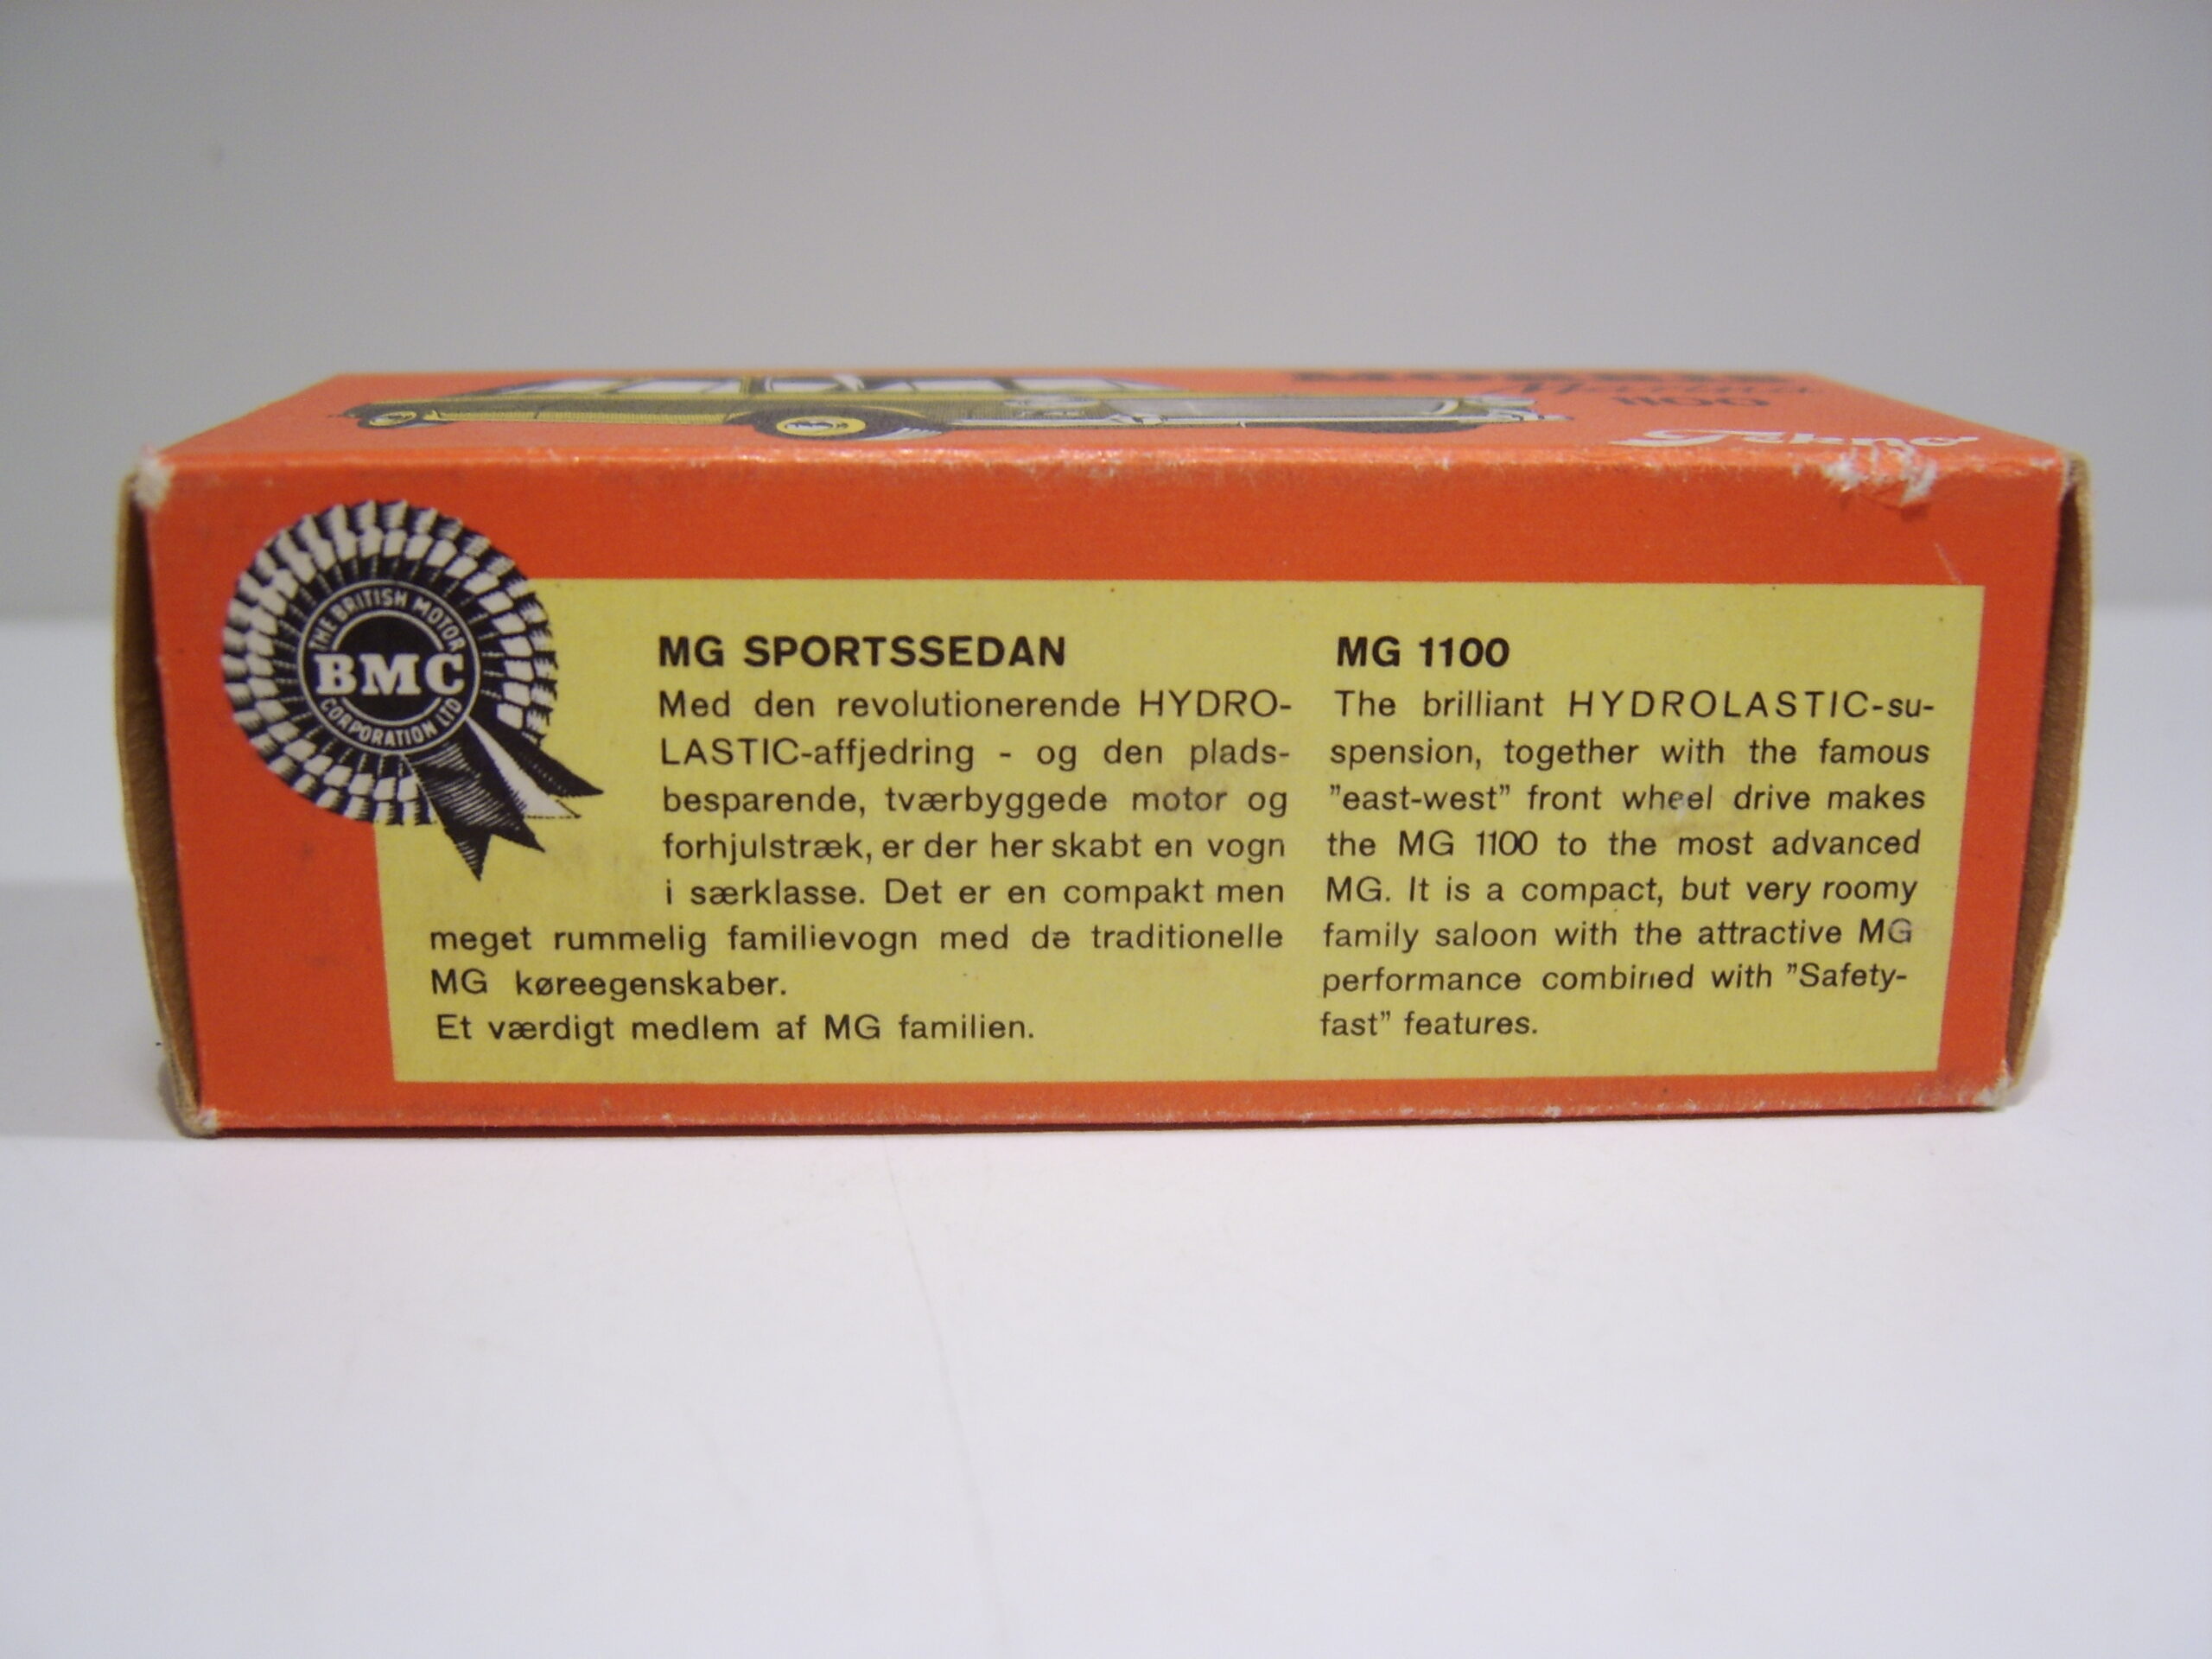 MORRIS
1100
Tekno
THE BRITISH MOTOR
BMC
CORPORATION LTD
MG SPORTSSEDAN
Med den revolutionerende HYDRO-
LASTIC-affjedring - og den plads-
besparende, tværbyggede motor og
forhjulstræk, er der her skabt en vogn
i særklasse. Det er en compakt men
meget rummelig familievogn med de traditionelle
MG køreegenskaber.
Et værdigt medlem af MG familien.
MG 1100
The brilliant HYDROLASTIC-su-
spension, together with the famous
"east-west" front wheel drive makes
the MG 1100 to the most advanced
MG. It is a compact, but very roomy
family saloon with the attractive MG
performance combined with "Safety-
fast" features.